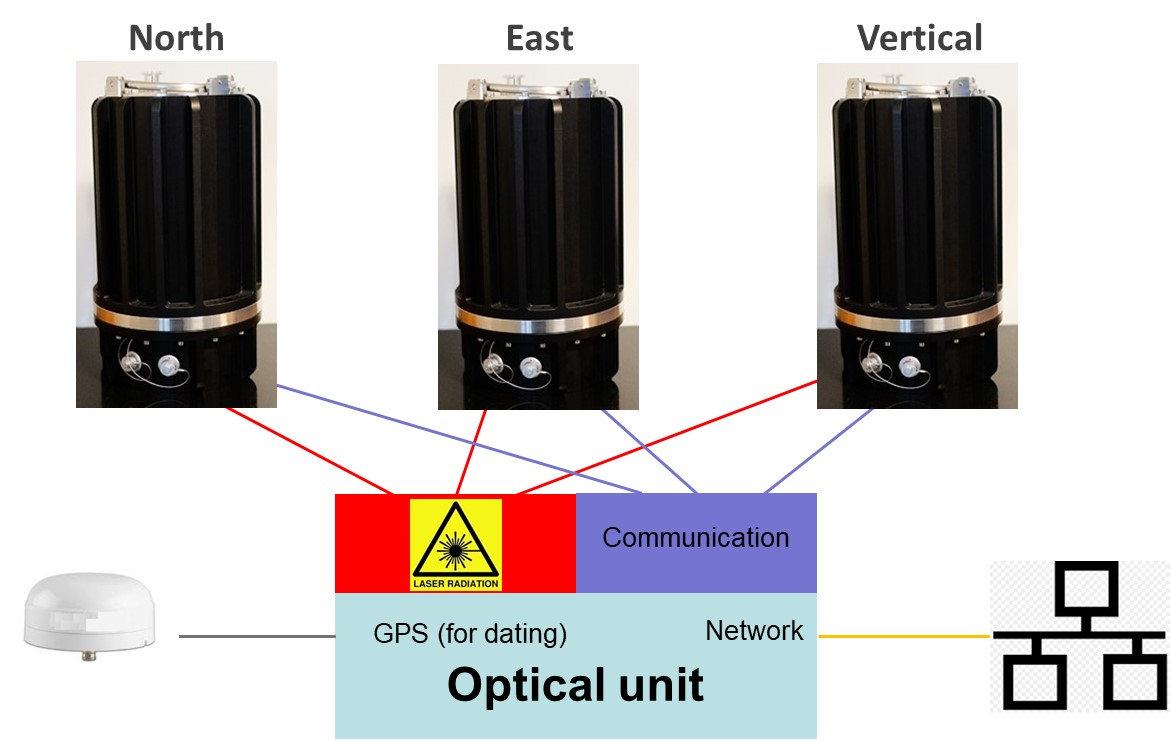 North
East
Vertical
LASER RADIATION
Communication
GPS (for dating)
Network
Optical unit